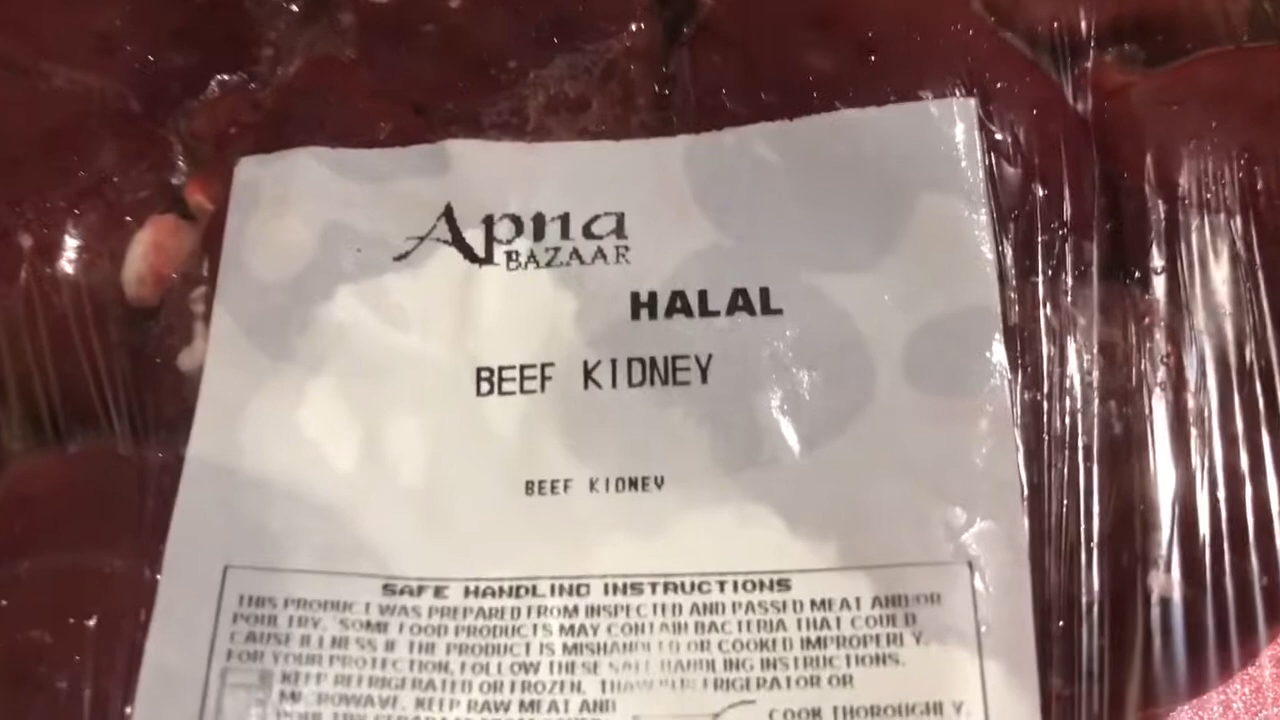 Apna
BAZAAR
HALAL
BEEF KIDNEY
BEEF KIDNEY
SAFE HANDLING INSTRUCTIONS
THIS PRODUCT WAS PREPARED FROM INSPECTED AND PASSED MEAT AND/OR
POULTRY. SOME FOOD PRODUCTS MAY CONTAIN BACTERIA THAT COULD
CAUSE ILLNESS IF THE PRODUCT IS MISHANDLED OR COOKED IMPROPERLY.
FOR YOUR PROTECTION, FOLLOW THESE SAFE HANDLING INSTRUCTIONS.
KEEP REFRIGERATED OR FROZEN. THAW REFRIGERATOR OR
MICROWAVE. KEEP RAW MEAT AND
COOK THOROUGHLY.